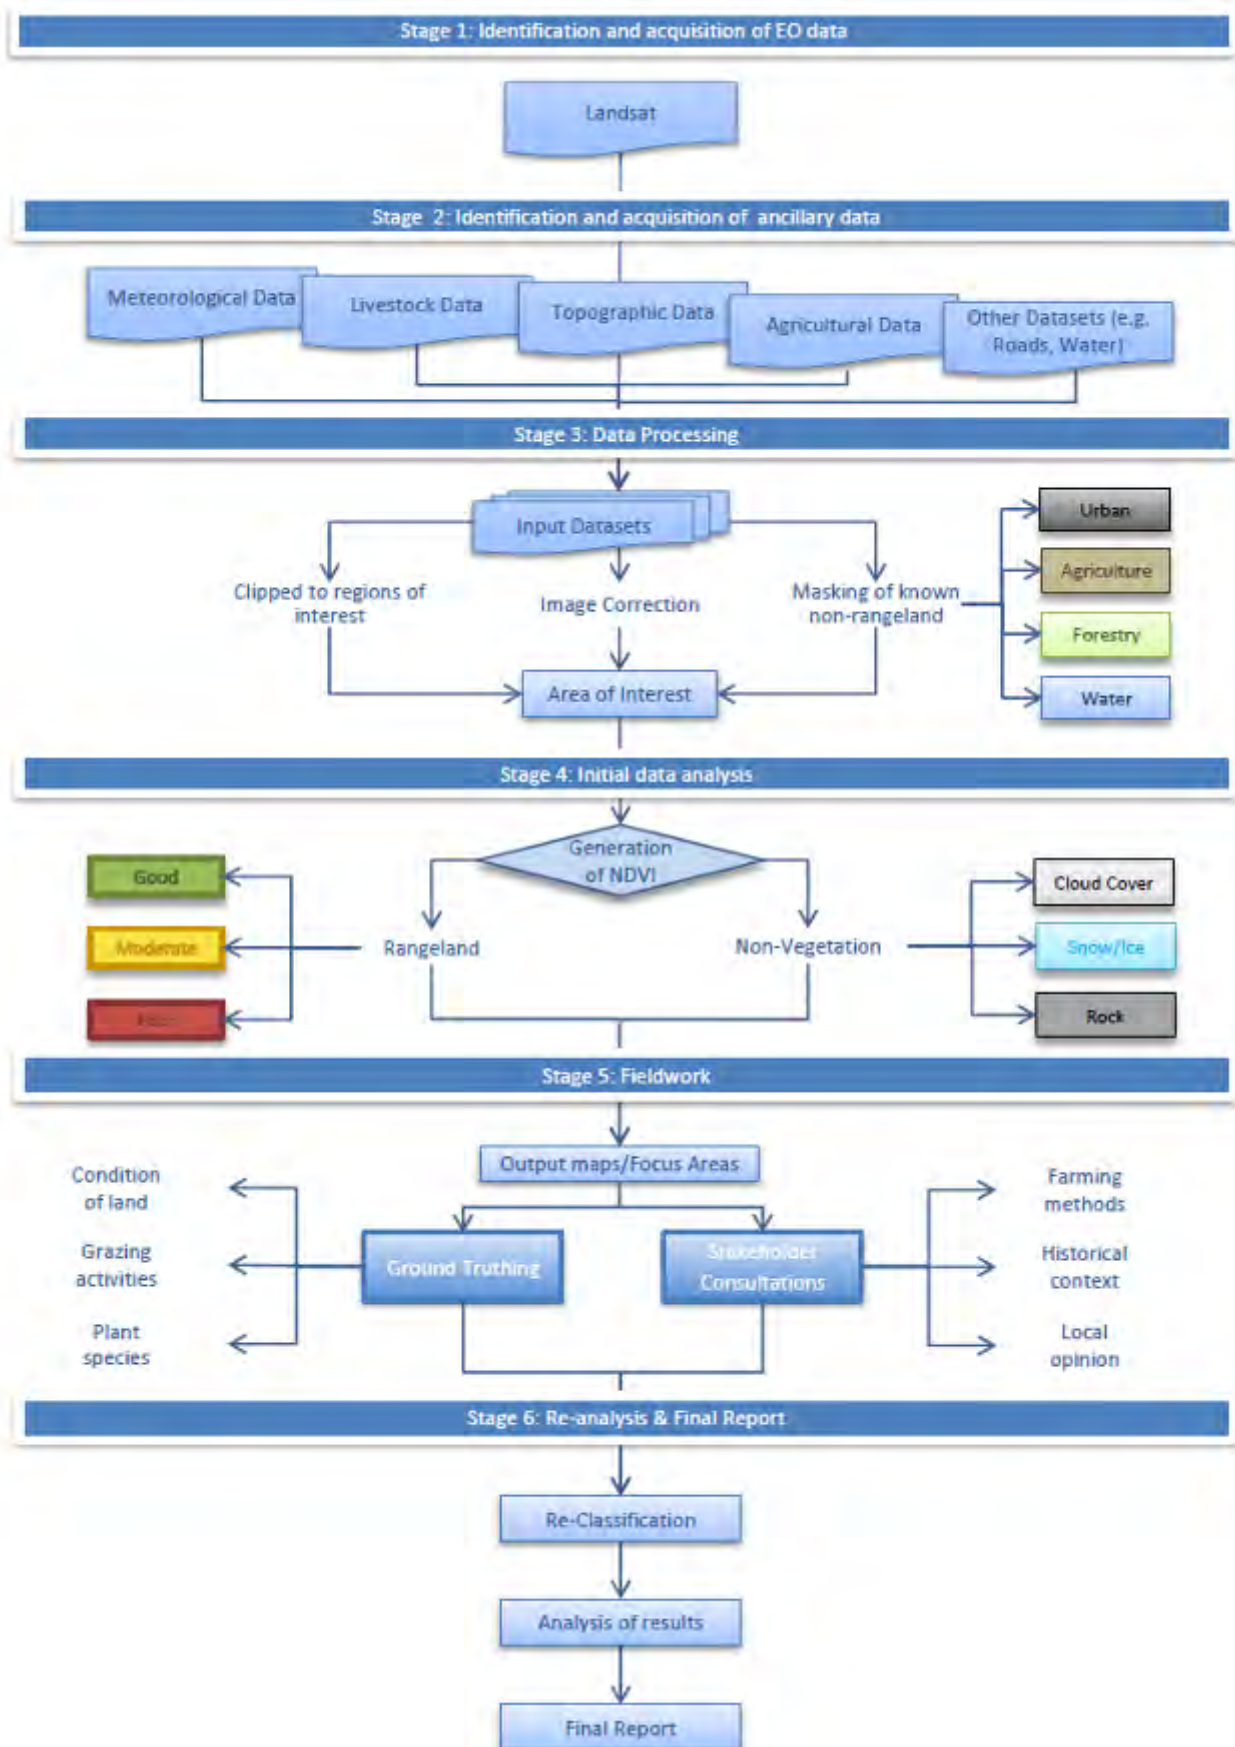 Stage 1: Identification and acquisition of EO data
Landsat
Stage 2: Identification and acquisition of ancillary data
Meteorological Data
Livestock Data
Topographic Data
Agricultural Data
Other Datasets (e.g.
Roads, Water)
Stage 3: Data Processing
Input Datasets
Clipped to regions of
interest
Image Correction
Masking of known
non-rangeland
Urban
Agriculture
Forestry
Water
Area of Interest
Stage 4: Initial data analysis
Generation
of NDVI
Good
Moderate
Rangeland
Non-Vegetation
Cloud Cover
Snow/Ice
Rock
Stage 5: Fieldwork
Output maps/Focus Areas
Condition
of land
Grazing
activities
Plant
species
Ground Truthing
Stakeholder
Consultations
Farming
methods
Historical
context
Local
opinion
Stage 6: Re-analysis & Final Report
Re-Classification
Analysis of results
Final Report